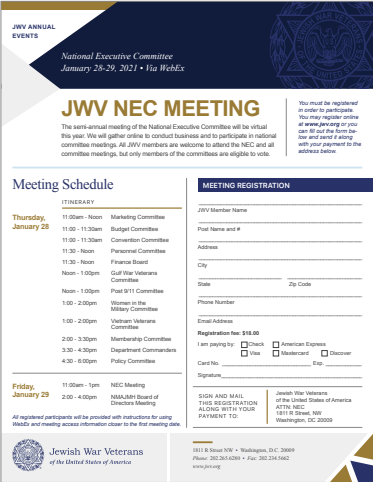 JWV ANNUAL
EVENTS
National Executive Committee
January 28-29, 2021 • Via WebEx
JWV NEC MEETING
The semi-annual meeting of the National Executive Committee will be virtual
this year. We will gather online to conduct business and to participate in national
committee meetings. All JWV members are welcome to attend the NEC and all
committee meetings, but only members of the committees are eligible to vote.
You must be registered
in order to participate.
You may register online
at www.jwv.org or you
can fill out the form be-
low and send it along
with your payment to the
address below.
Meeting Schedule
ITINERARY
Thursday,
January 28
11:00am - Noon Marketing Committee
11:00 - 11:30am Budget Committee
11:00 - 11:30am Convention Committee
11:30 - Noon Personnel Committee
11:30 - Noon Finance Board
Noon - 1:00pm Gulf War Veterans
Committee
Noon - 1:00pm Post 9/11 Committee
1:00 - 2:00pm Women in the
Military Committee
1:00 - 2:00pm Vietnam Veterans
Committee
2:00 - 3:30pm Membership Committee
3:30 - 4:30pm Department Commanders
4:30 - 6:00pm Policy Committee
Friday,
January 29
11:00am - 1pm NEC Meeting
2:00 - 4:00pm NMAJMH Board of
Directors Meeting
All registered participants will be provided with instructions for using
WebEx and meeting access information closer to the first meeting date.
MEETING REGISTRATION
JWV Member Name
Post Name and #
Address
City
State Zip Code
Phone Number
Email Address
Registration fee: $18.00
I am paying by: Check American Express
Visa Mastercard Discover
Card No. Exp.
Signature
SIGN AND MAIL
THIS REGISTRATION
ALONG WITH YOUR
PAYMENT TO:
Jewish War Veterans
of the United States of America
ATTN: NEC
1811 R Street, NW
Washington, DC 20009
Jewish War Veterans
of the United States of America
1811 R Street NW • Washington, D.C. 20009
Phone: 202.265.6280 • Fax: 202.234.5662
www.jwv.org